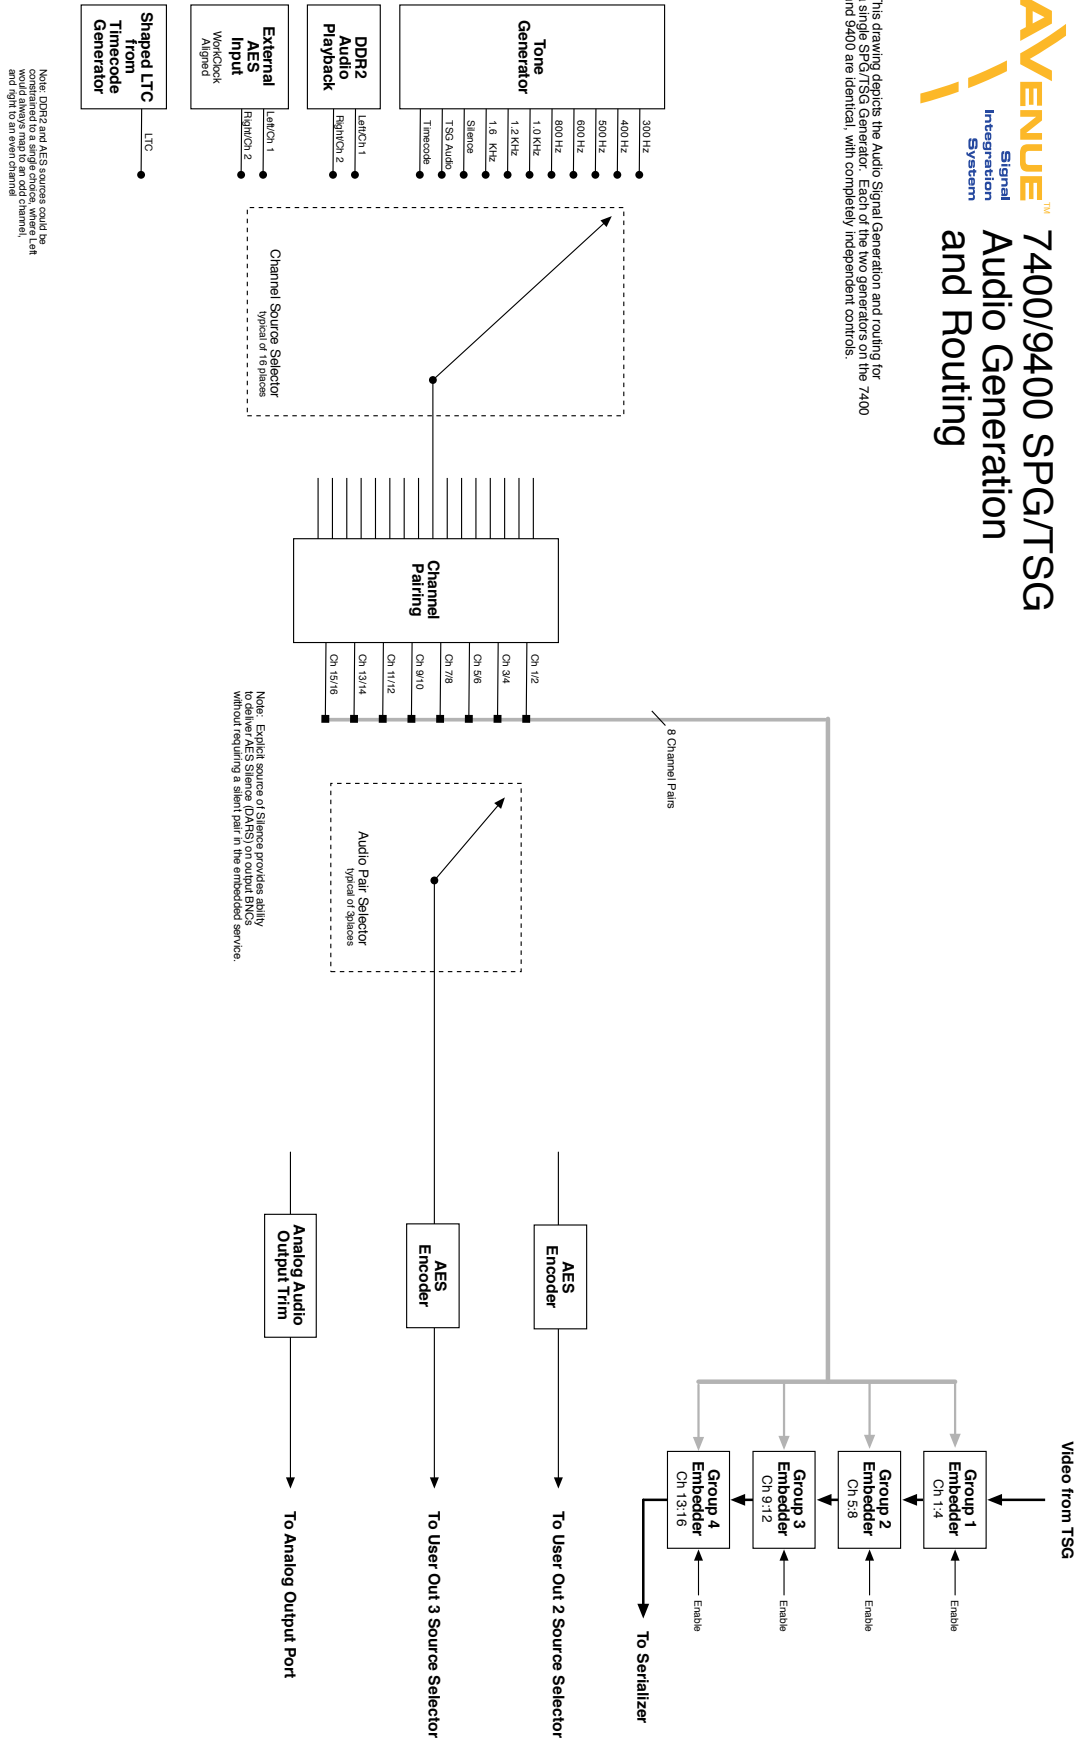 AVENUE™
Signal
Integration
System
7400/9400 SPG/TSG
Audio Generation
and Routing
This drawing depicts the Audio Signal Generation and routing for
a single SPG/TSG Generator. Each of the two generators on the 7400
and 9400 are identical, with completely independent controls.
Video from TSG
Group 1
Embedder
Ch 1:4
Enable
Group 2
Embedder
Ch 5:8
Enable
Group 3
Embedder
Ch 9:12
Enable
Group 4
Embedder
Ch 13:16
Enable
To Serializer
8 Channel Pairs
Tone
Generator
300 Hz
400 Hz
500 Hz
600 Hz
800 Hz
1.0 KHz
1.2 KHz
1.6 KHz
Silence
TSG Audio
Timecode
DDR2
Audio
Playback
Left/Ch 1
Right/Ch 2
External
AES
Input
WorkClock
Aligned
Left/Ch 1
Right/Ch 2
Shaped LTC
from
Timecode
Generator
LTC
Channel Source Selector
typical of 16 places
Channel
Pairing
Ch 1/2
Ch 3/4
Ch 5/6
Ch 7/8
Ch 9/10
Ch 11/12
Ch 13/14
Ch 15/16
Audio Pair Selector
typical of 3places
AES
Encoder
To User Out 2 Source Selector
AES
Encoder
To User Out 3 Source Selector
Analog Audio
Output Trim
To Analog Output Port
Note: Explicit source of Silence provides ability
to deliver AES Silence (DARS) on output BNCs
without requiring a silent pair in the embedded service.
Note: DDR2 and AES sources could be
constrained to a single choice, where Left
would always map to an odd channel,
and right to an even channel